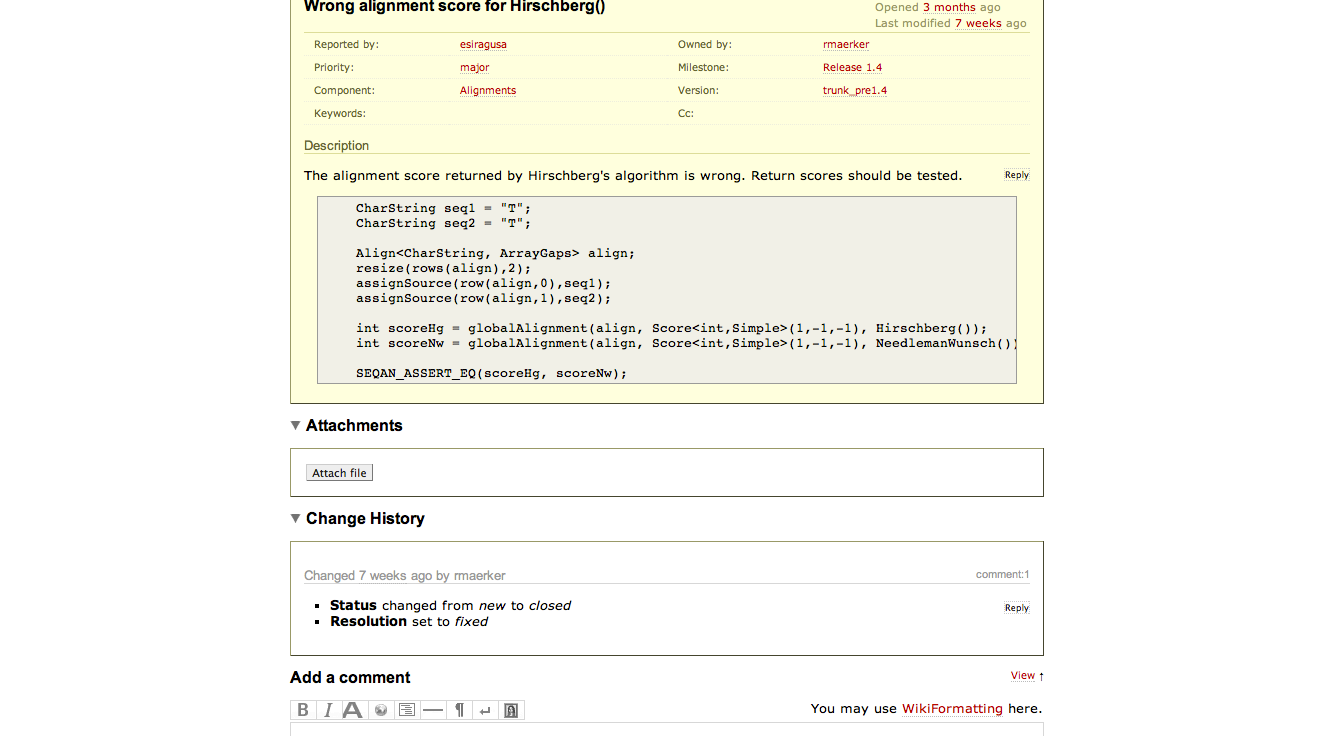 Wrong alignment score for Hirschberg()
Opened 3 months ago
Last modified 7 weeks ago
Reported by: esiragusa Owned by: rmaerker
Priority: major Milestone: Release 1.4
Component: Alignments Version: trunk_pre1.4
Keywords: Cc:
Description
The alignment score returned by Hirschberg's algorithm is wrong. Return scores should be tested. Reply
CharString seq1 = "T";
CharString seq2 = "T";
Align<CharString, ArrayGaps> align;
resize(rows(align),2);
assignSource(row(align,0),seq1);
assignSource(row(align,1),seq2);
int scoreHg = globalAlignment(align, Score<int,Simple>(1,-1,-1), Hirschberg());
int scoreNw = globalAlignment(align, Score<int,Simple>(1,-1,-1), NeedlemanWunsch())
SEQAN_ASSERT_EQ(scoreHg, scoreNw);
▼ Attachments
Attach file
▼ Change History
Changed 7 weeks ago by rmaerker comment:1
▪ Status changed from new to closed Reply
▪ Resolution set to fixed
Add a comment View ↑
B I A ¶ ↵ You may use WikiFormatting here.